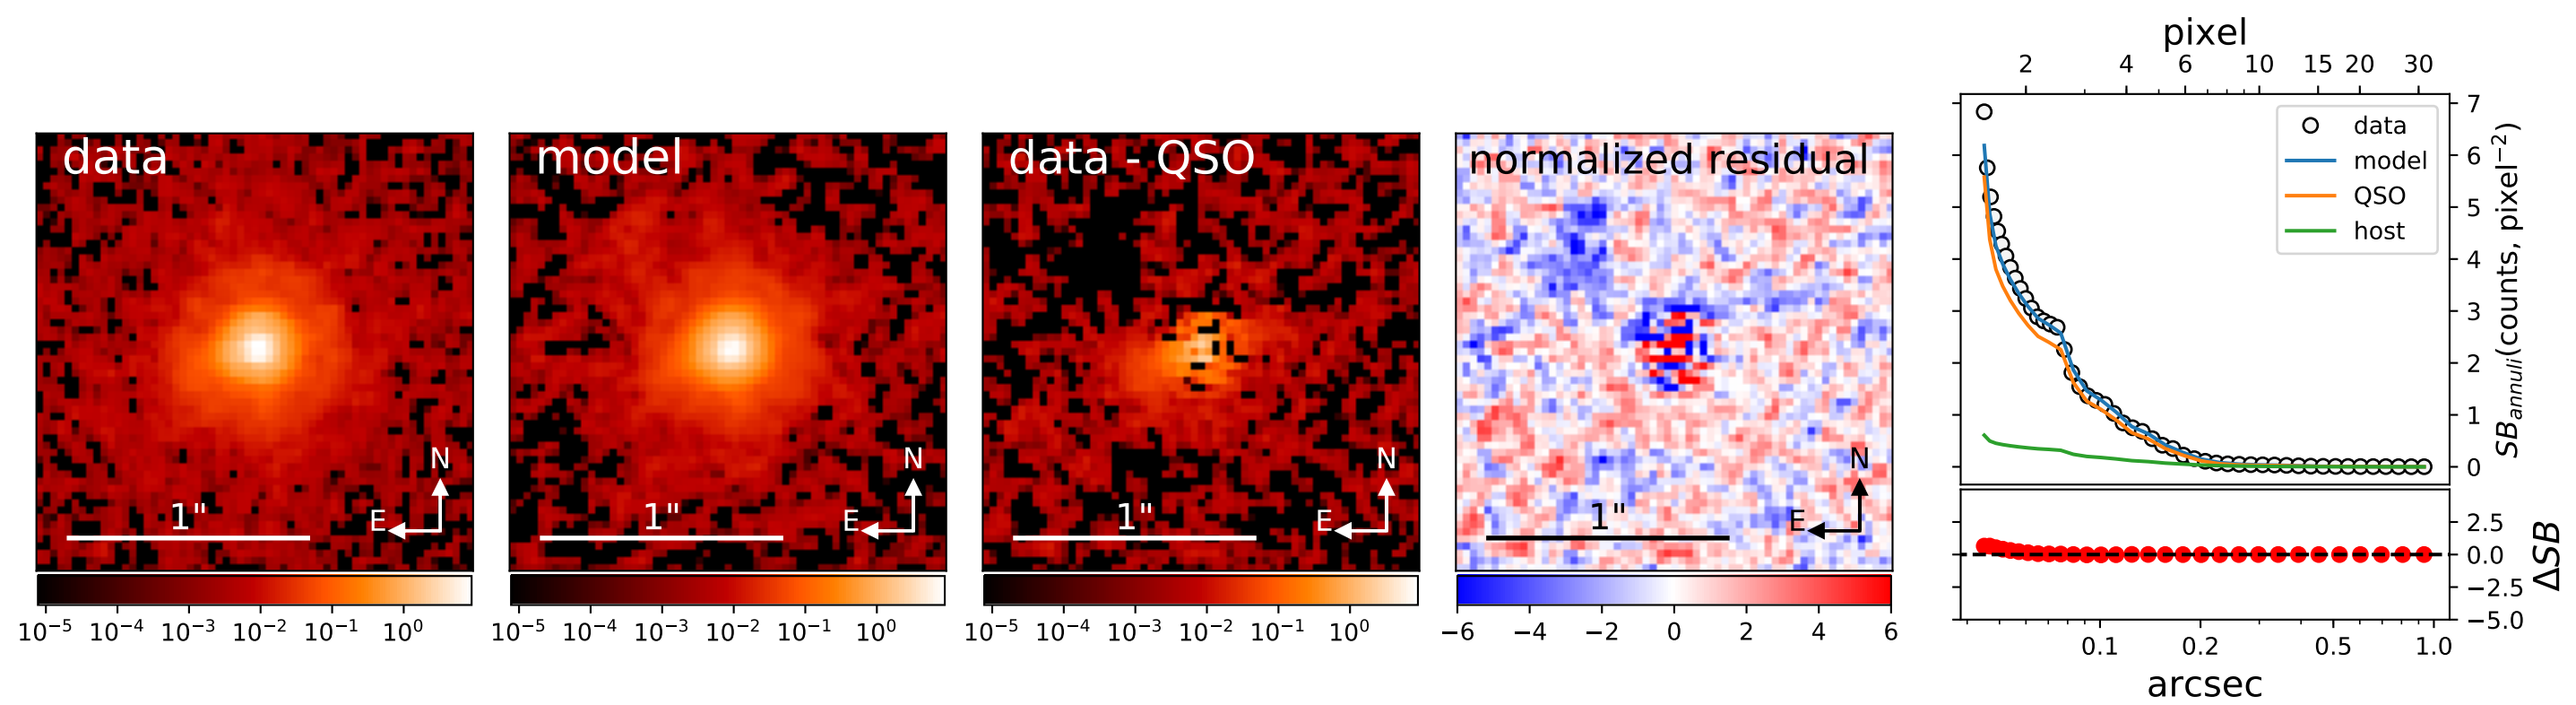 data
N
E
1"
10⁻⁵ 10⁻⁴ 10⁻³ 10⁻² 10⁻¹ 10⁰
model
N
E
1"
10⁻⁵ 10⁻⁴ 10⁻³ 10⁻² 10⁻¹ 10⁰
data - QSO
N
E
1"
10⁻⁵ 10⁻⁴ 10⁻³ 10⁻² 10⁻¹ 10⁰
normalized residual
N
E
1"
−6 −4 −2 0 2 4 6
pixel
2 4 6 10 15 20 30
data
model
QSO
host
7
6
5
4
3
2
1
0
SB_annuli(counts, pixel⁻²)
2.5
0.0
−2.5
−5.0
ΔSB
0.1 0.2 0.5 1.0
arcsec